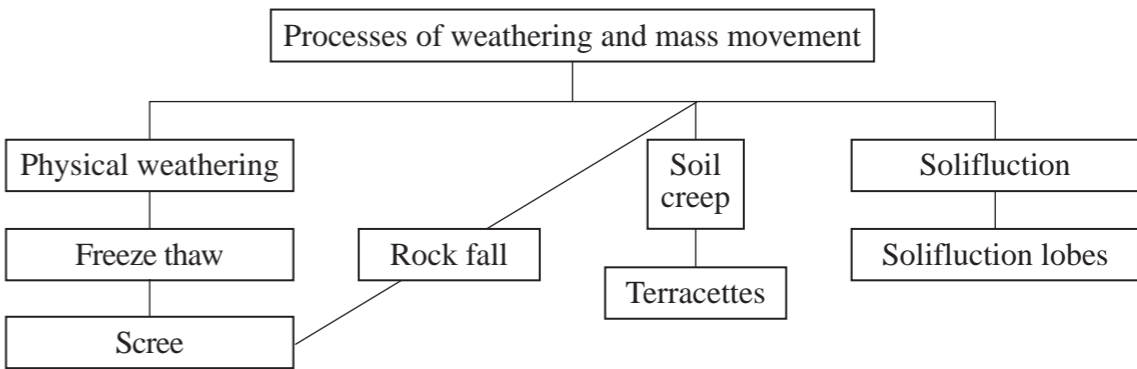 Processes of weathering and mass movement
Physical weathering
Soil
creep
Solifluction
Freeze thaw
Rock fall
Solifluction lobes
Terracettes
Scree